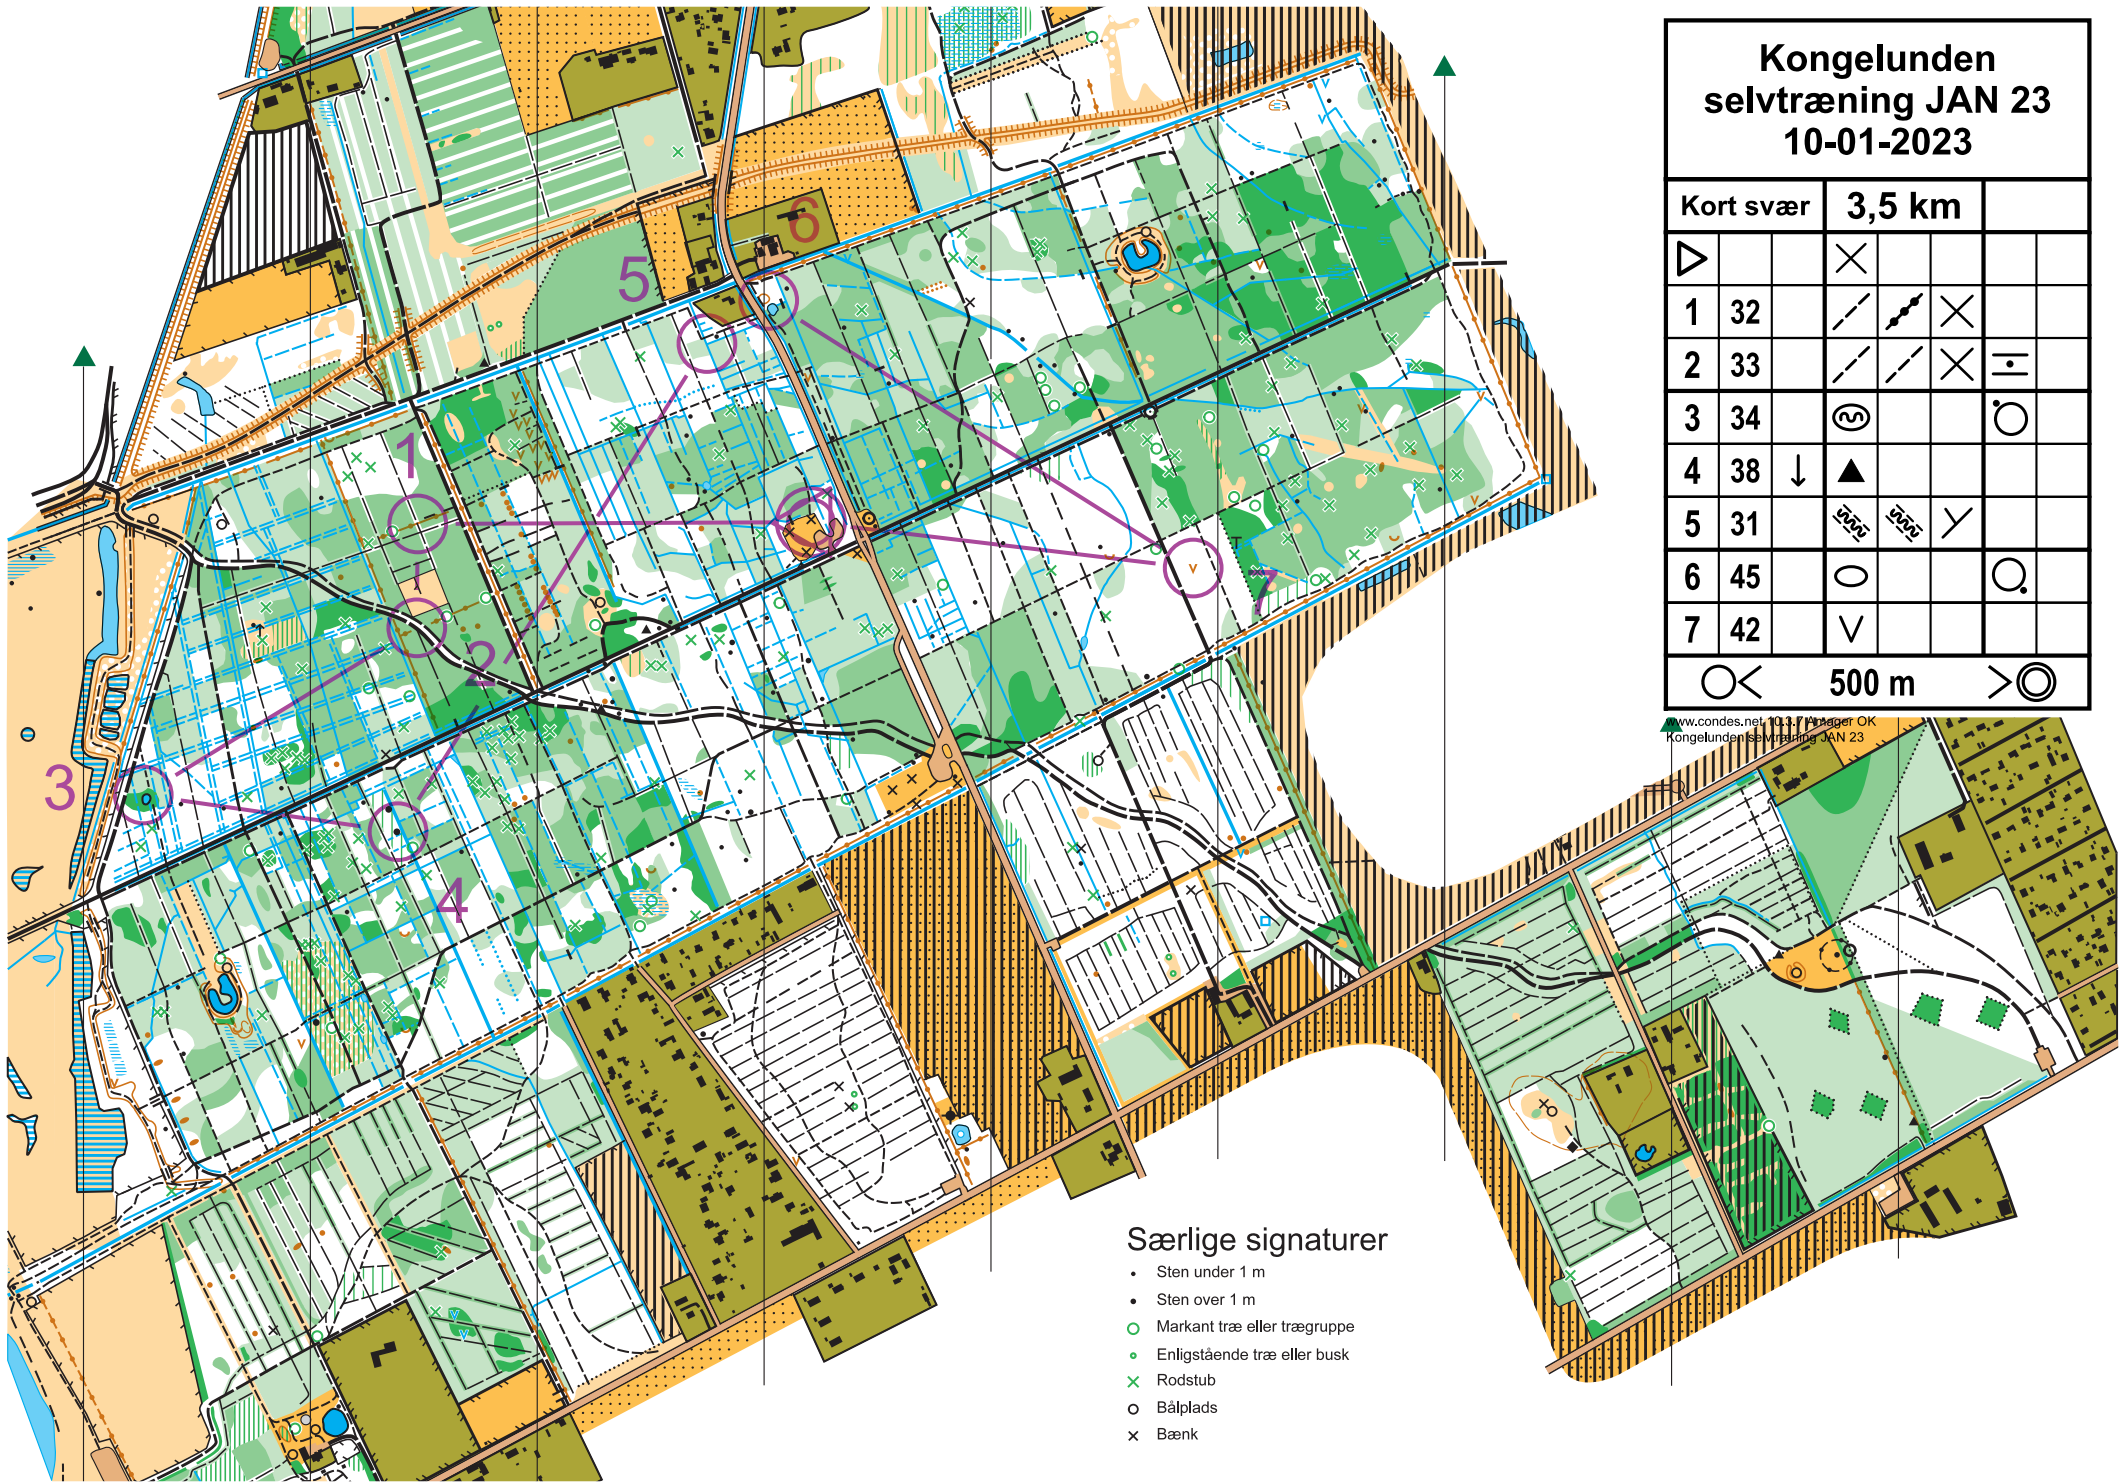 Kongelunden
selvtræning JAN 23
10-01-2023
Kort svær 3,5 km
1 32
2 33
3 34
4 38
5 31
6 45
7 42
500 m
www.condes.net 10.3.7 Amager OK
Kongelunden selvtræning JAN 23
6
5
1
2
7
3
4
Særlige signaturer
Sten under 1 m
Sten over 1 m
Markant træ eller trægruppe
Enligstående træ eller busk
Rodstub
Bålplads
Bænk